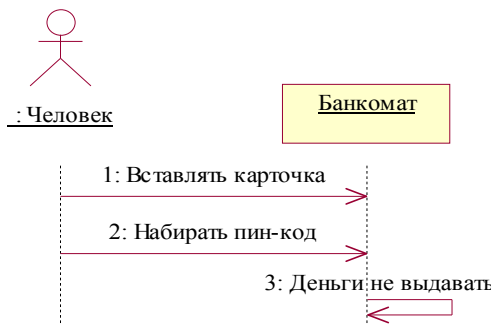 : Человек
Банкомат
1: Вставлять карточка
2: Набирать пин-код
3: Деньги не выдавать